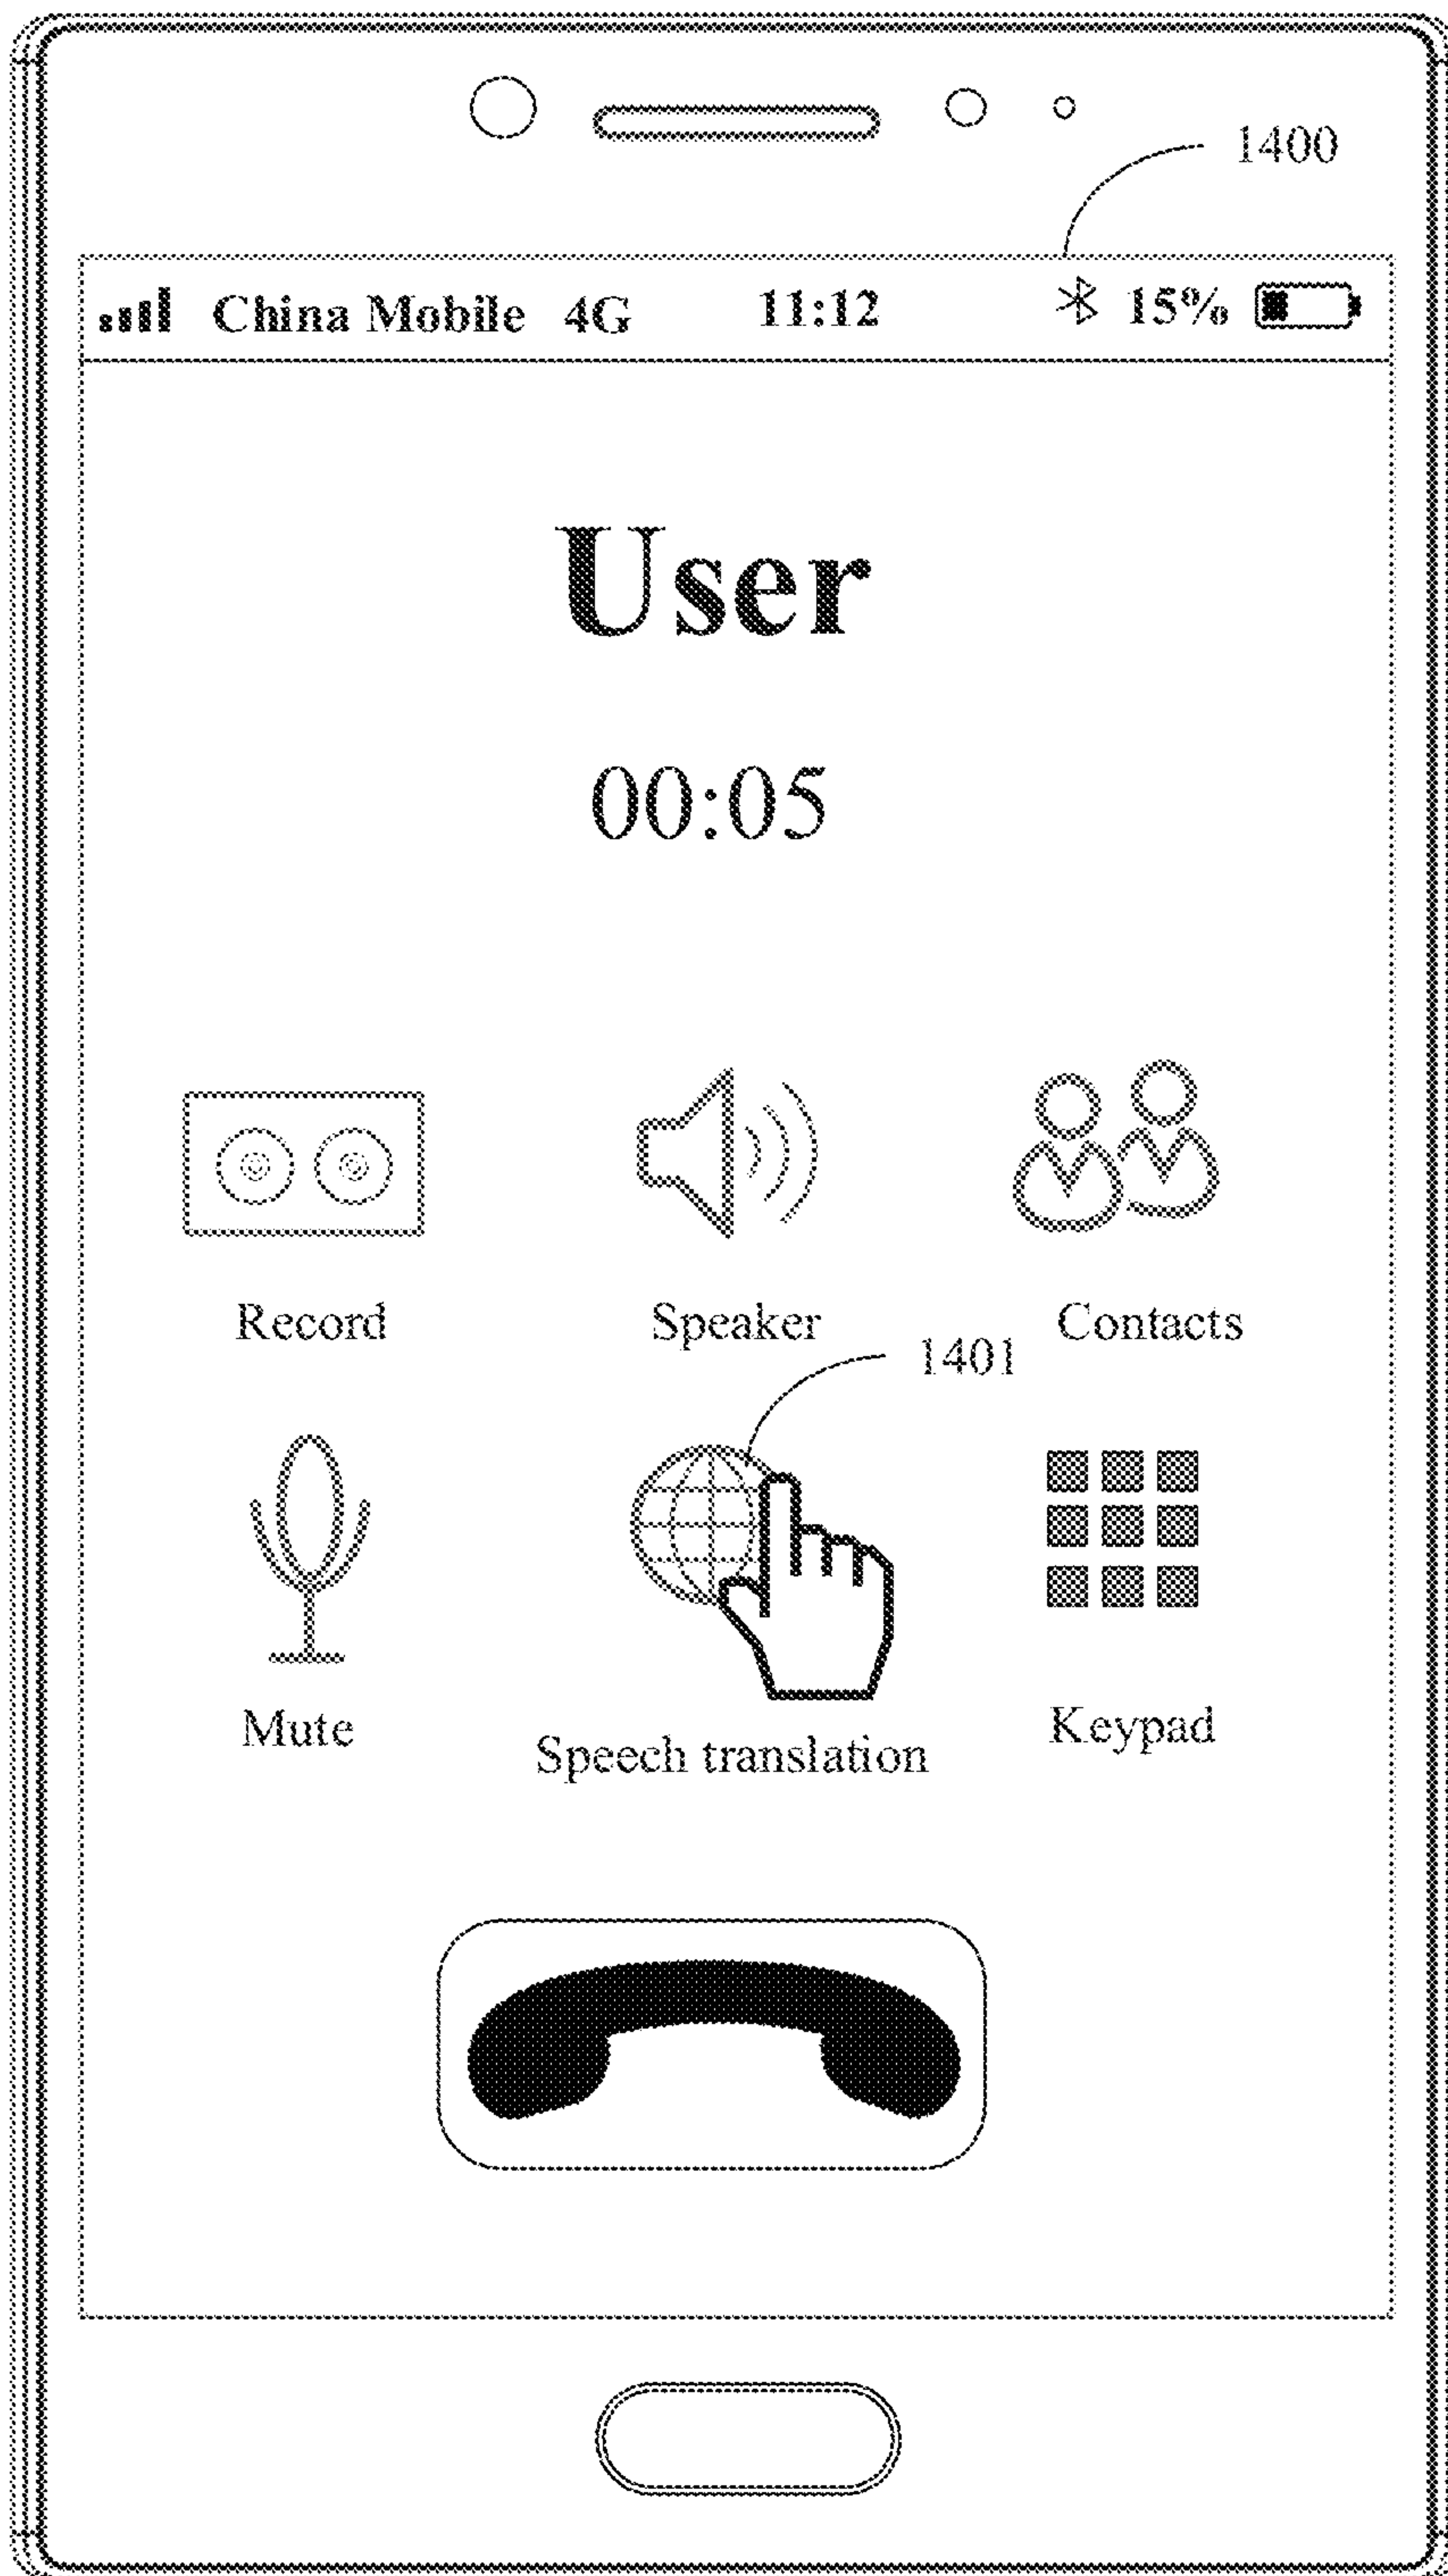 1400
China Mobile 4G 11:12 15%
User
00:05
Record Speaker Contacts
1401
Mute Speech translation Keypad